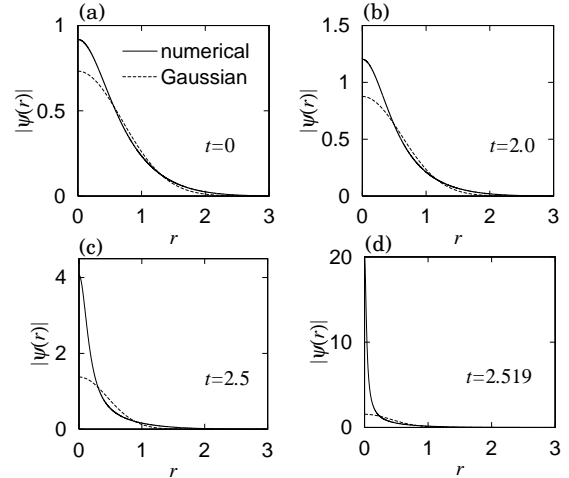 (a)
1
0.5
0
|ψ(r)|
numerical
Gaussian
t=0
0 1 2 3
r
(b)
1.5
1
0.5
0
|ψ(r)|
t=2.0
0 1 2 3
r
(c)
4
2
0
|ψ(r)|
t=2.5
0 1 2 3
r
(d)
20
10
0
|ψ(r)|
t=2.519
0 1 2 3
r